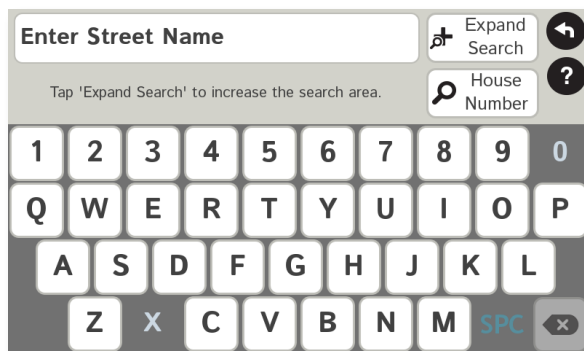 Enter Street Name
Expand
Search
Tap 'Expand Search' to increase the search area.
House
Number
?
1 2 3 4 5 6 7 8 9 0
Q W E R T Y U I O P
A S D F G H J K L
Z X C V B N M SPC